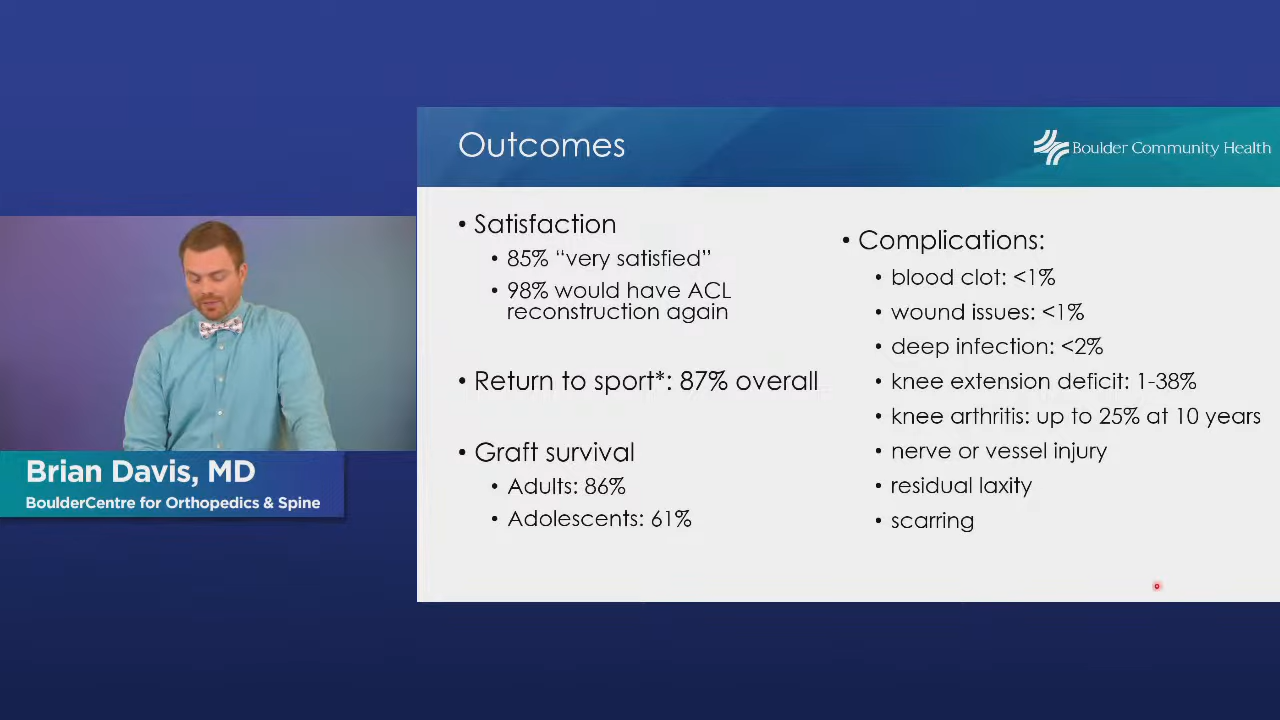 Outcomes
Boulder Community Health
• Satisfaction
• 85% “very satisfied”
• 98% would have ACL
reconstruction again
• Return to sport*: 87% overall
• Graft survival
• Adults: 86%
• Adolescents: 61%
• Complications:
• blood clot: <1%
• wound issues: <1%
• deep infection: <2%
• knee extension deficit: 1-38%
• knee arthritis: up to 25% at 10 years
• nerve or vessel injury
• residual laxity
• scarring
Brian Davis, MD
BoulderCentre for Orthopedics & Spine